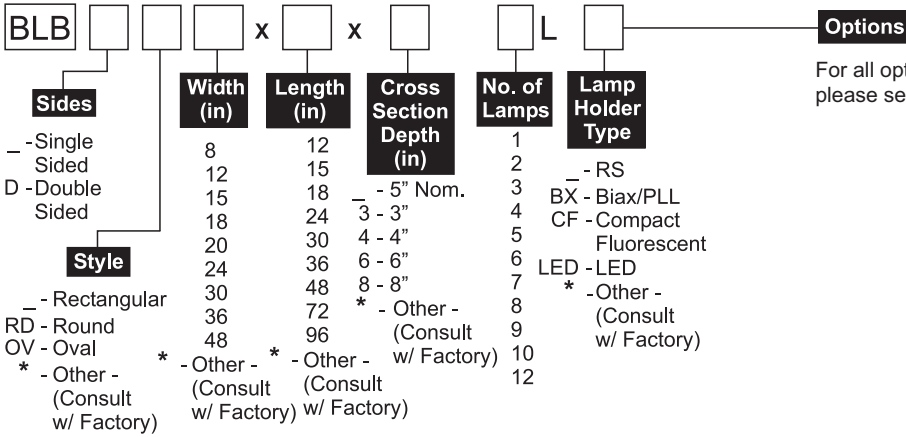 BLB x x L
Options
For all opt
please se
Sides
_ - Single
Sided
D - Double
Sided
Style
_ - Rectangular
RD - Round
OV - Oval
* - Other -
(Consult
w/ Factory)
Width
(in)
8
12
15
18
20
24
30
36
48
* - Other -
(Consult
w/ Factory)
Length
(in)
12
15
18
24
30
36
48
72
96
* - Other -
(Consult
w/ Factory)
Cross
Section
Depth
(in)
_ - 5” Nom.
3 - 3”
4 - 4”
6 - 6”
8 - 8”
* - Other -
(Consult
w/ Factory)
No. of
Lamps
1
2
3
4
5
6
7
8
9
10
12
Lamp
Holder
Type
_ - RS
BX - Biax/PLL
CF - Compact
Fluorescent
LED - LED
* - Other -
(Consult
w/ Factory)